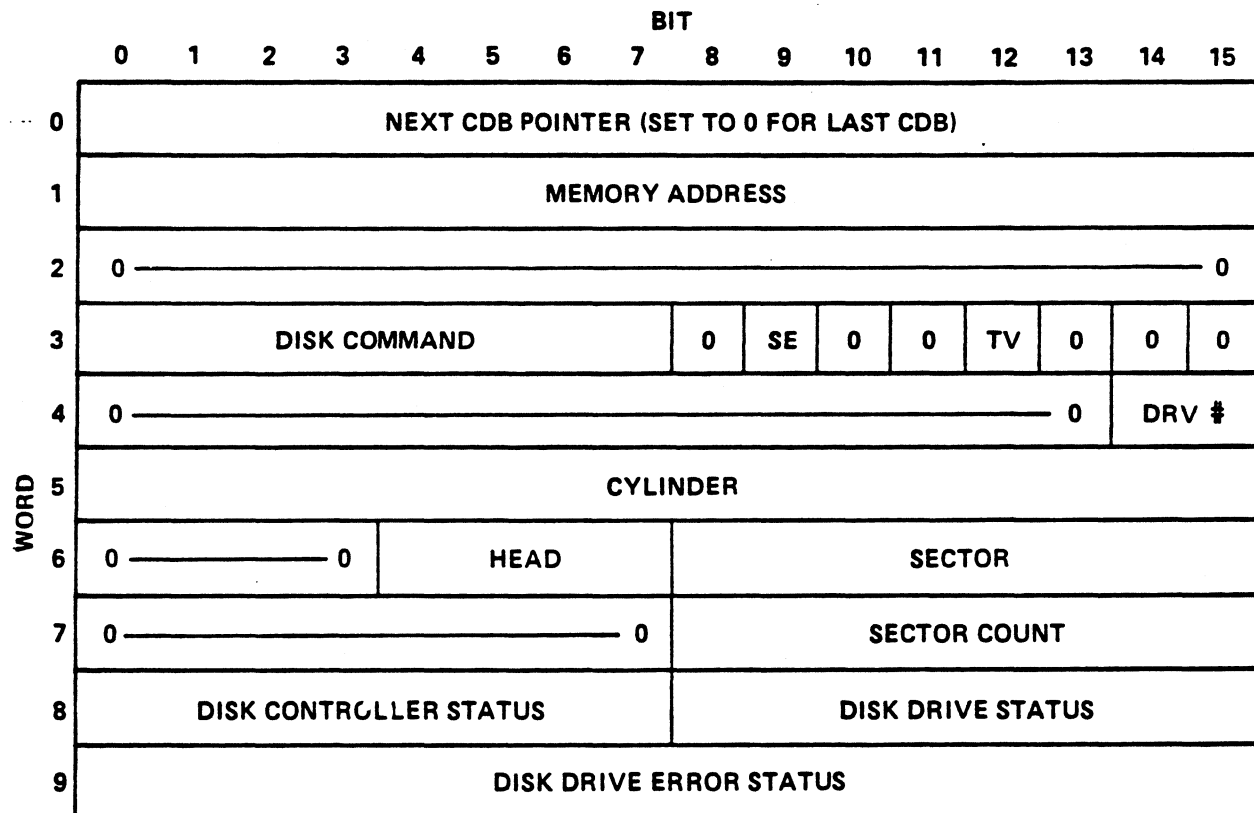 BIT
0 1 2 3 4 5 6 7 8 9 10 11 12 13 14 15
0 NEXT CDB POINTER (SET TO 0 FOR LAST CDB)
1 MEMORY ADDRESS
2 0 0
3 DISK COMMAND 0 SE 0 0 TV 0 0 0
4 0 0 DRV #
WORD
5 CYLINDER
6 0 0 HEAD SECTOR
7 0 0 SECTOR COUNT
8 DISK CONTROLLER STATUS DISK DRIVE STATUS
9 DISK DRIVE ERROR STATUS